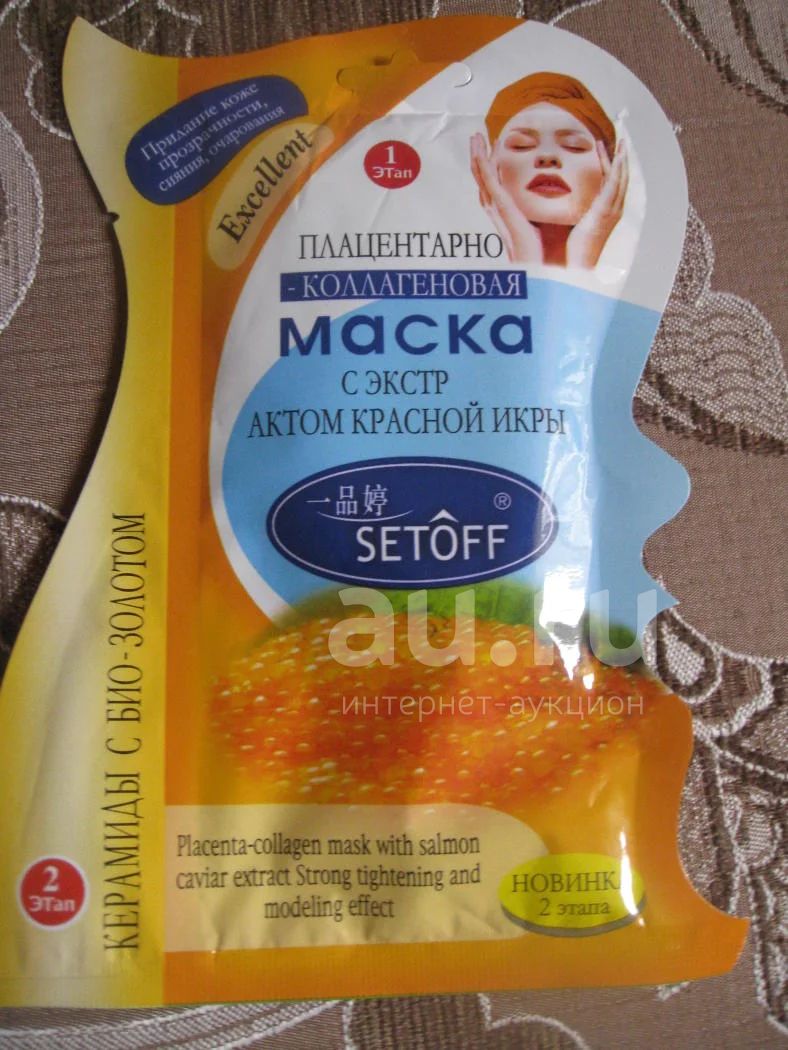 Придание коже
прозрачности,
сияния, очарования
Excellent
1
Этап
ПЛАЦЕНТАРНО
-КОЛЛАГЕНОВАЯ
Маска
С ЭКСТР
АКТОМ КРАСНОЙ ИКРЫ
一品婷
®
SETÔFF
au.ru
интернет-аукцион
КЕРАМИДЫ С БИО-ЗОЛОТОМ
2
Этап
Placenta-collagen mask with salmon
caviar extract Strong tightening and
modeling effect
НОВИНКА
2 этапа